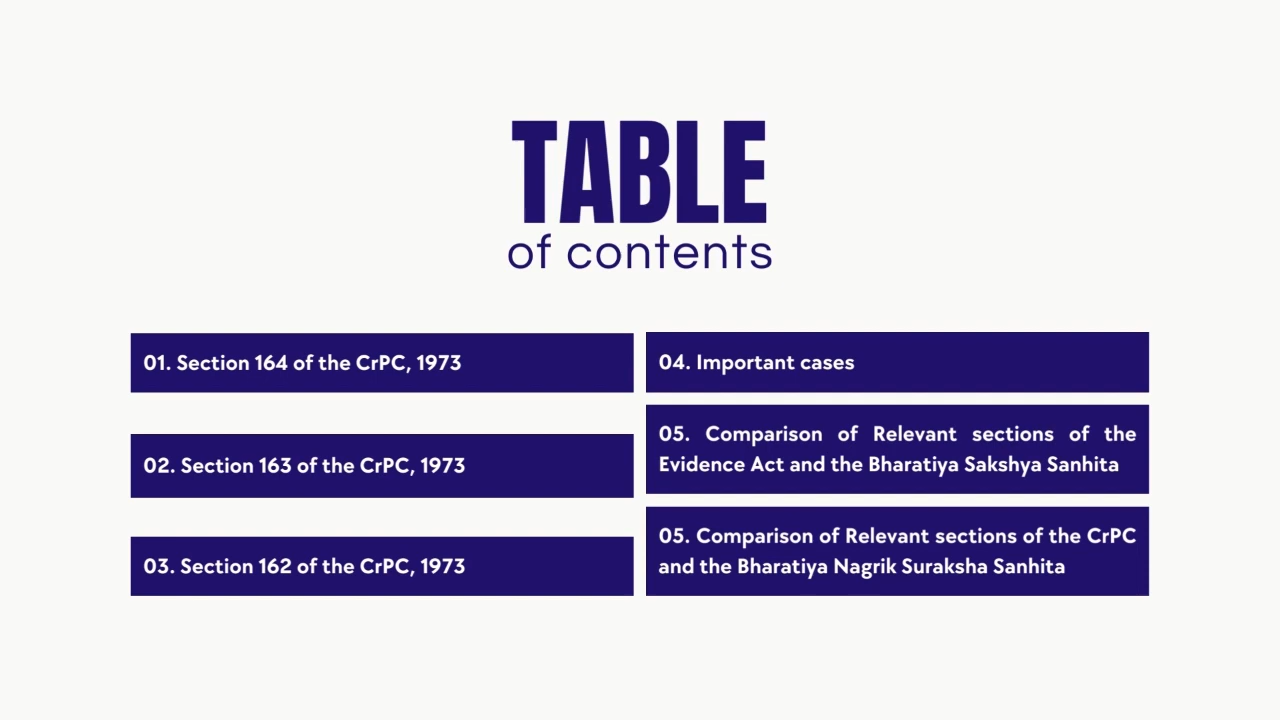 TABLE
of contents
01. Section 164 of the CrPC, 1973
02. Section 163 of the CrPC, 1973
03. Section 162 of the CrPC, 1973
04. Important cases
05. Comparison of Relevant sections of the
Evidence Act and the Bharatiya Sakshya Sanhita
05. Comparison of Relevant sections of the CrPC
and the Bharatiya Nagrik Suraksha Sanhita